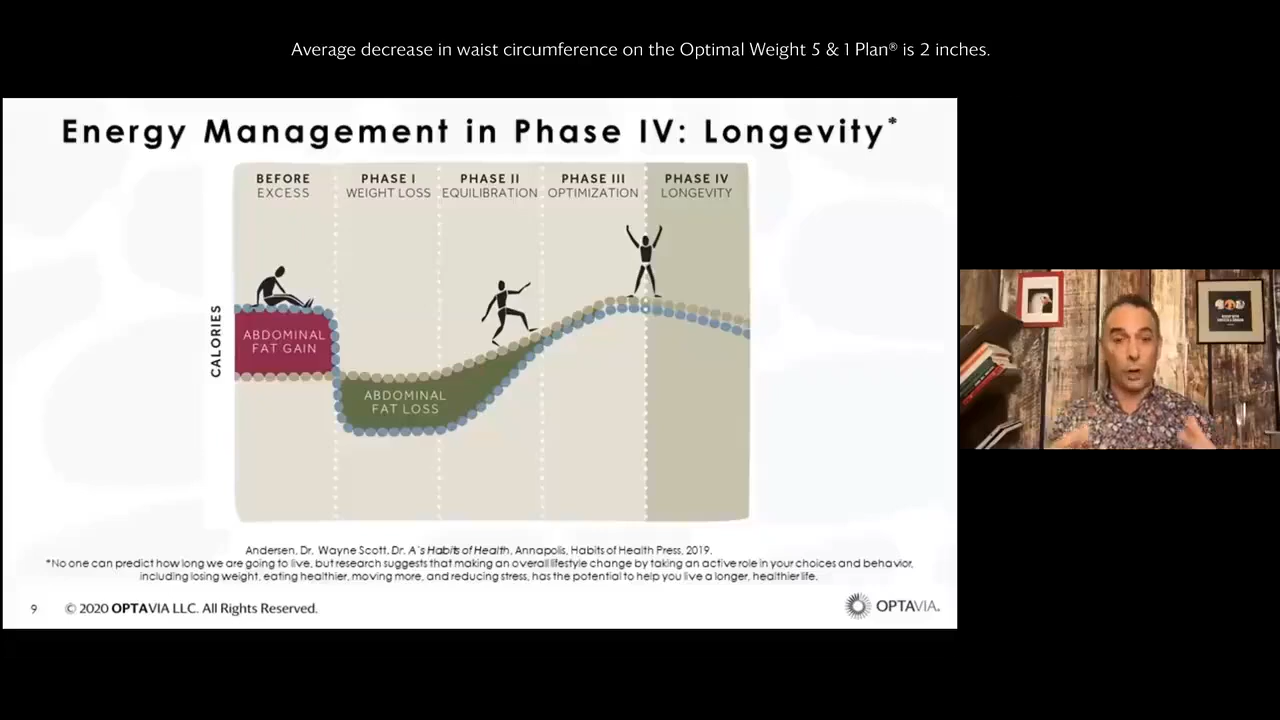 Average decrease in waist circumference on the Optimal Weight 5 & 1 Plan® is 2 inches.
Energy Management in Phase IV: Longevity*
BEFORE
EXCESS
PHASE I
WEIGHT LOSS
PHASE II
EQUILIBRATION
PHASE III
OPTIMIZATION
PHASE IV
LONGEVITY
CALORIES
ABDOMINAL
FAT GAIN
ABDOMINAL
FAT LOSS
Andersen, Dr. Wayne Scott. Dr. A's Habits of Health, Annapolis, Habits of Health Press, 2019.
*No one can predict how long we are going to live, but research suggests that making an overall lifestyle change by taking an active role in your choices and behavior,
including losing weight, eating healthier, moving more, and reducing stress, has the potential to help you live a longer, healthier life.
9 © 2020 OPTAVIA LLC. All Rights Reserved.
OPTAVIA®